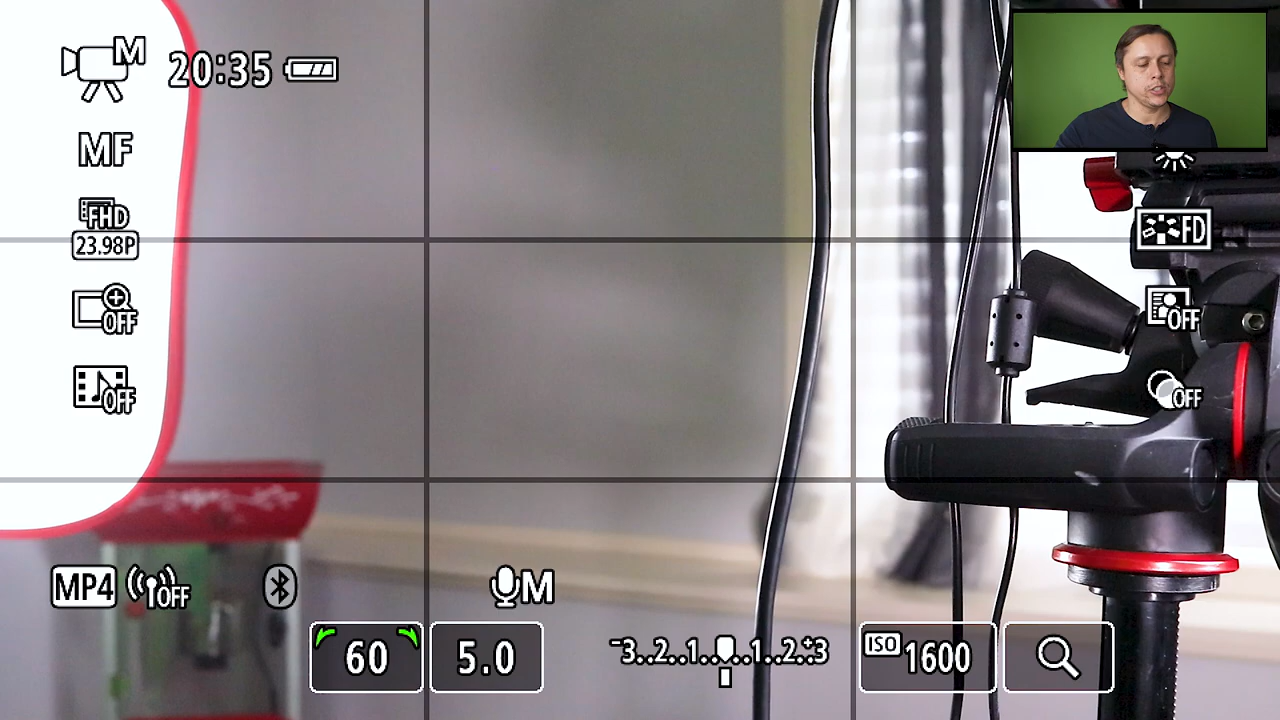 M
20:35
MF
FHD
23.98P
OFF
OFF
FD
OFF
OFF
MP4
OFF
M
60
5.0
-3..2..1..0..1..2..+3
ISO 1600